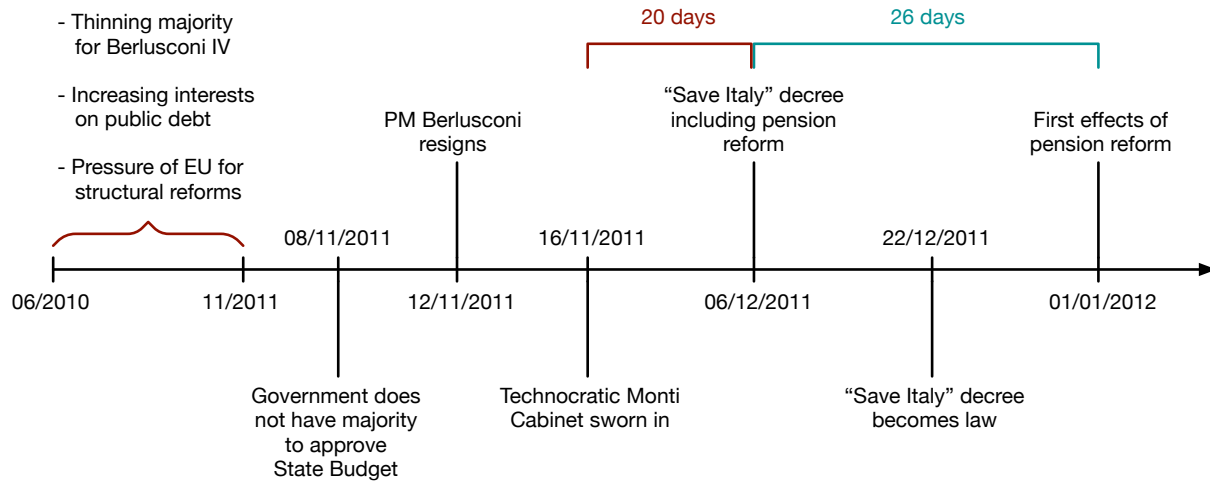 - Thinning majority
for Berlusconi IV
- Increasing interests
on public debt
- Pressure of EU for
structural reforms
20 days
26 days
PM Berlusconi
resigns
“Save Italy” decree
including pension
reform
First effects of
pension reform
08/11/2011
16/11/2011
22/12/2011
06/2010
11/2011
12/11/2011
06/12/2011
01/01/2012
Government does
not have majority
to approve
State Budget
Technocratic Monti
Cabinet sworn in
“Save Italy” decree
becomes law